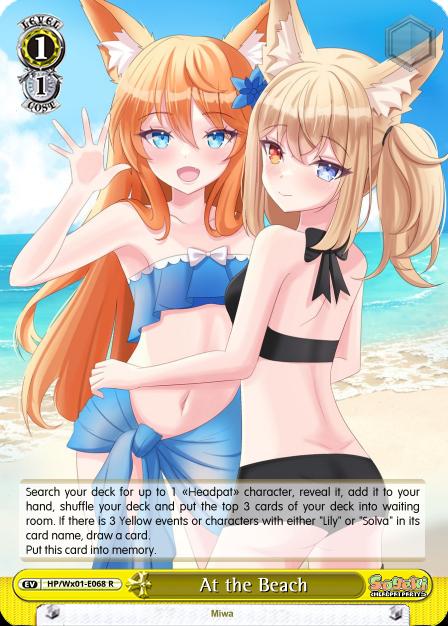 LEVEL
1
1
COST
Search your deck for up to 1 «Headpat» character, reveal it, add it to your
hand, shuffle your deck and put the top 3 cards of your deck into waiting
room. If there is 3 Yellow events or characters with either "Lily" or "Solva" in its
card name, draw a card.
Put this card into memory.
EV HP/Wx01-E068 R
At the Beach
HEADPAT PARTY
Miwa